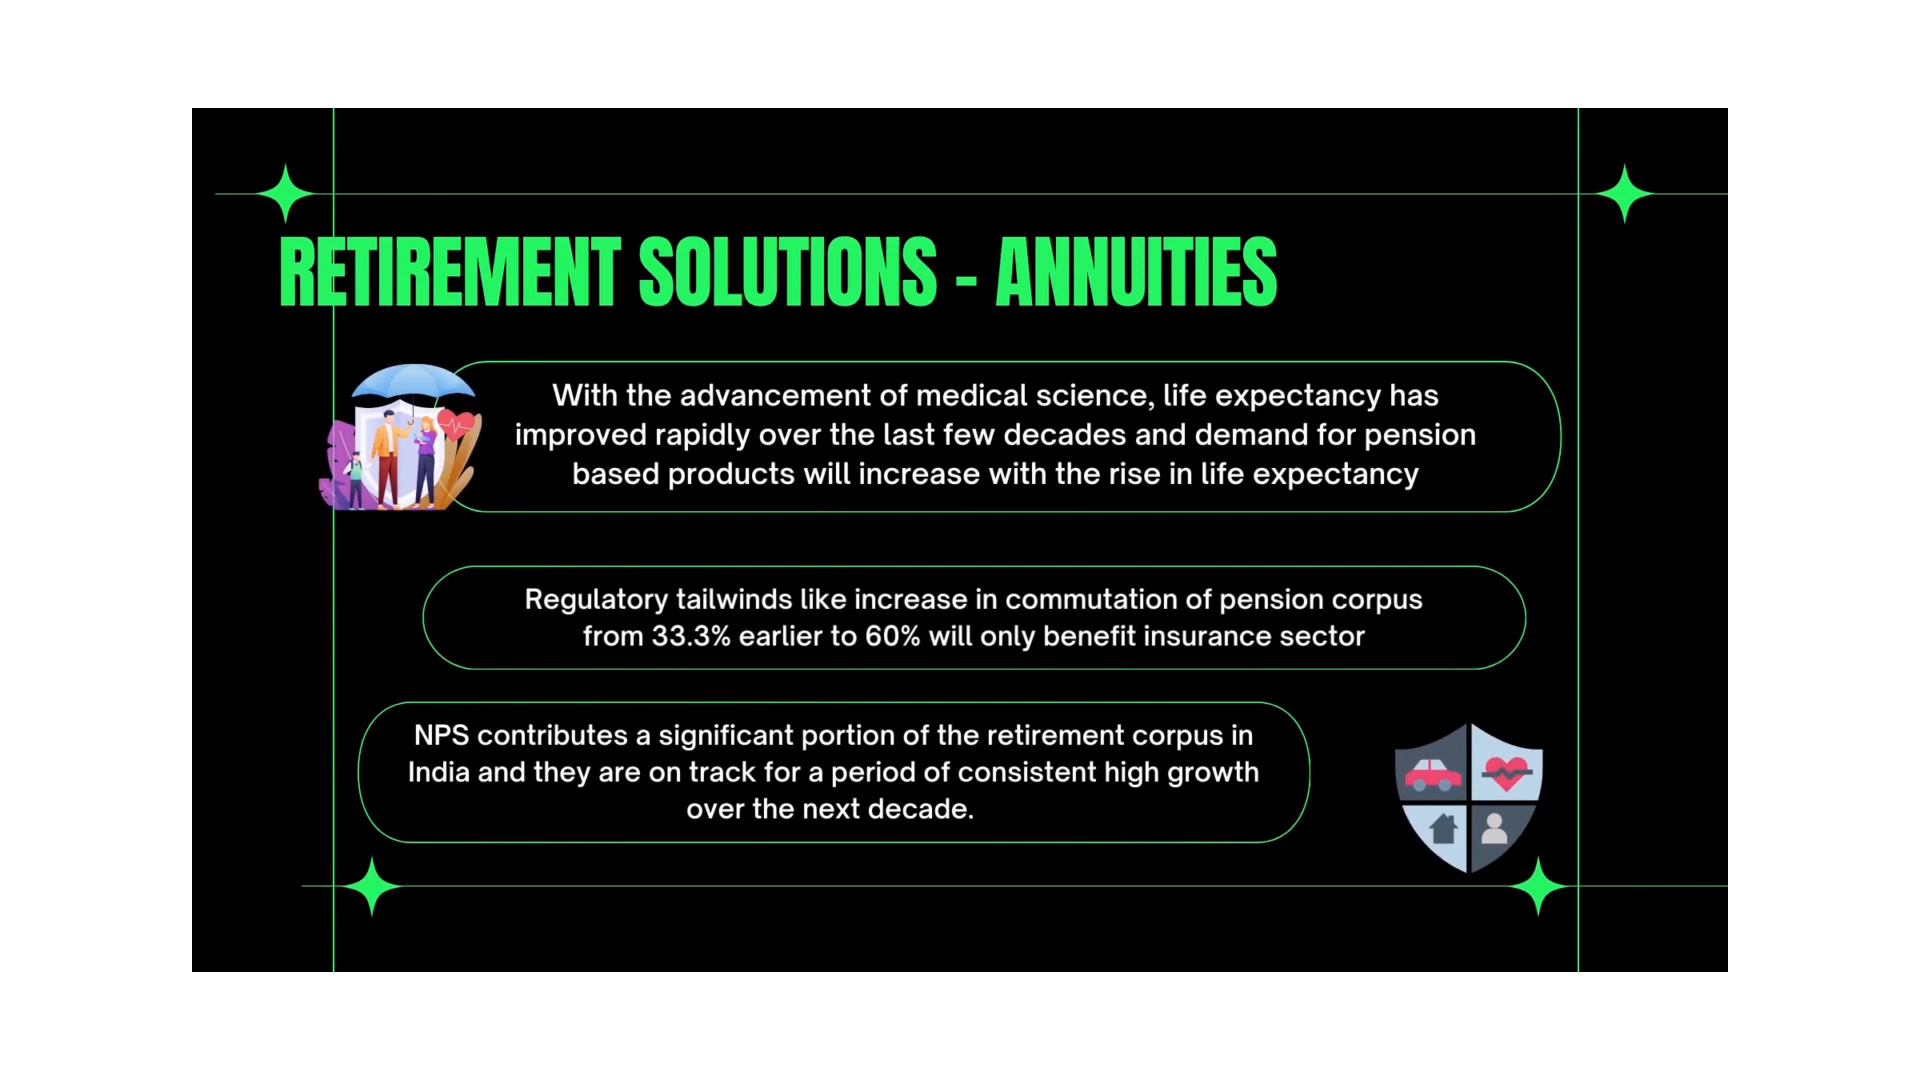 RETIREMENT SOLUTIONS - ANNUITIES
With the advancement of medical science, life expectancy has
improved rapidly over the last few decades and demand for pension
based products will increase with the rise in life expectancy
Regulatory tailwinds like increase in commutation of pension corpus
from 33.3% earlier to 60% will only benefit insurance sector
NPS contributes a significant portion of the retirement corpus in
India and they are on track for a period of consistent high growth
over the next decade.